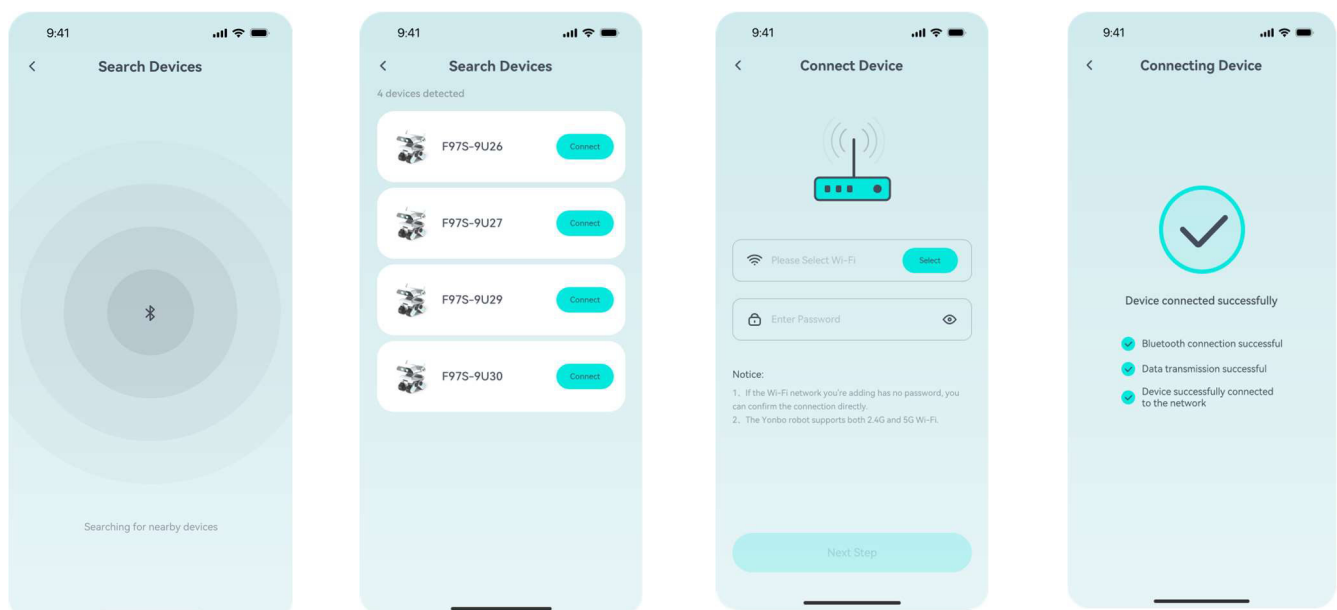 9:41
Search Devices
Searching for nearby devices
9:41
Search Devices
4 devices detected
F97S-9U26
Connect
F97S-9U27
Connect
F97S-9U29
Connect
F97S-9U30
Connect
9:41
Connect Device
Please Select Wi-Fi
Select
Enter Password
Notice:
1、If the Wi-Fi network you're adding has no password, you
can confirm the connection directly.
2、The Yonbo robot supports both 2.4G and 5G Wi-Fi.
Next Step
9:41
Connecting Device
Device connected successfully
Bluetooth connection successful
Data transmission successful
Device successfully connected
to the network